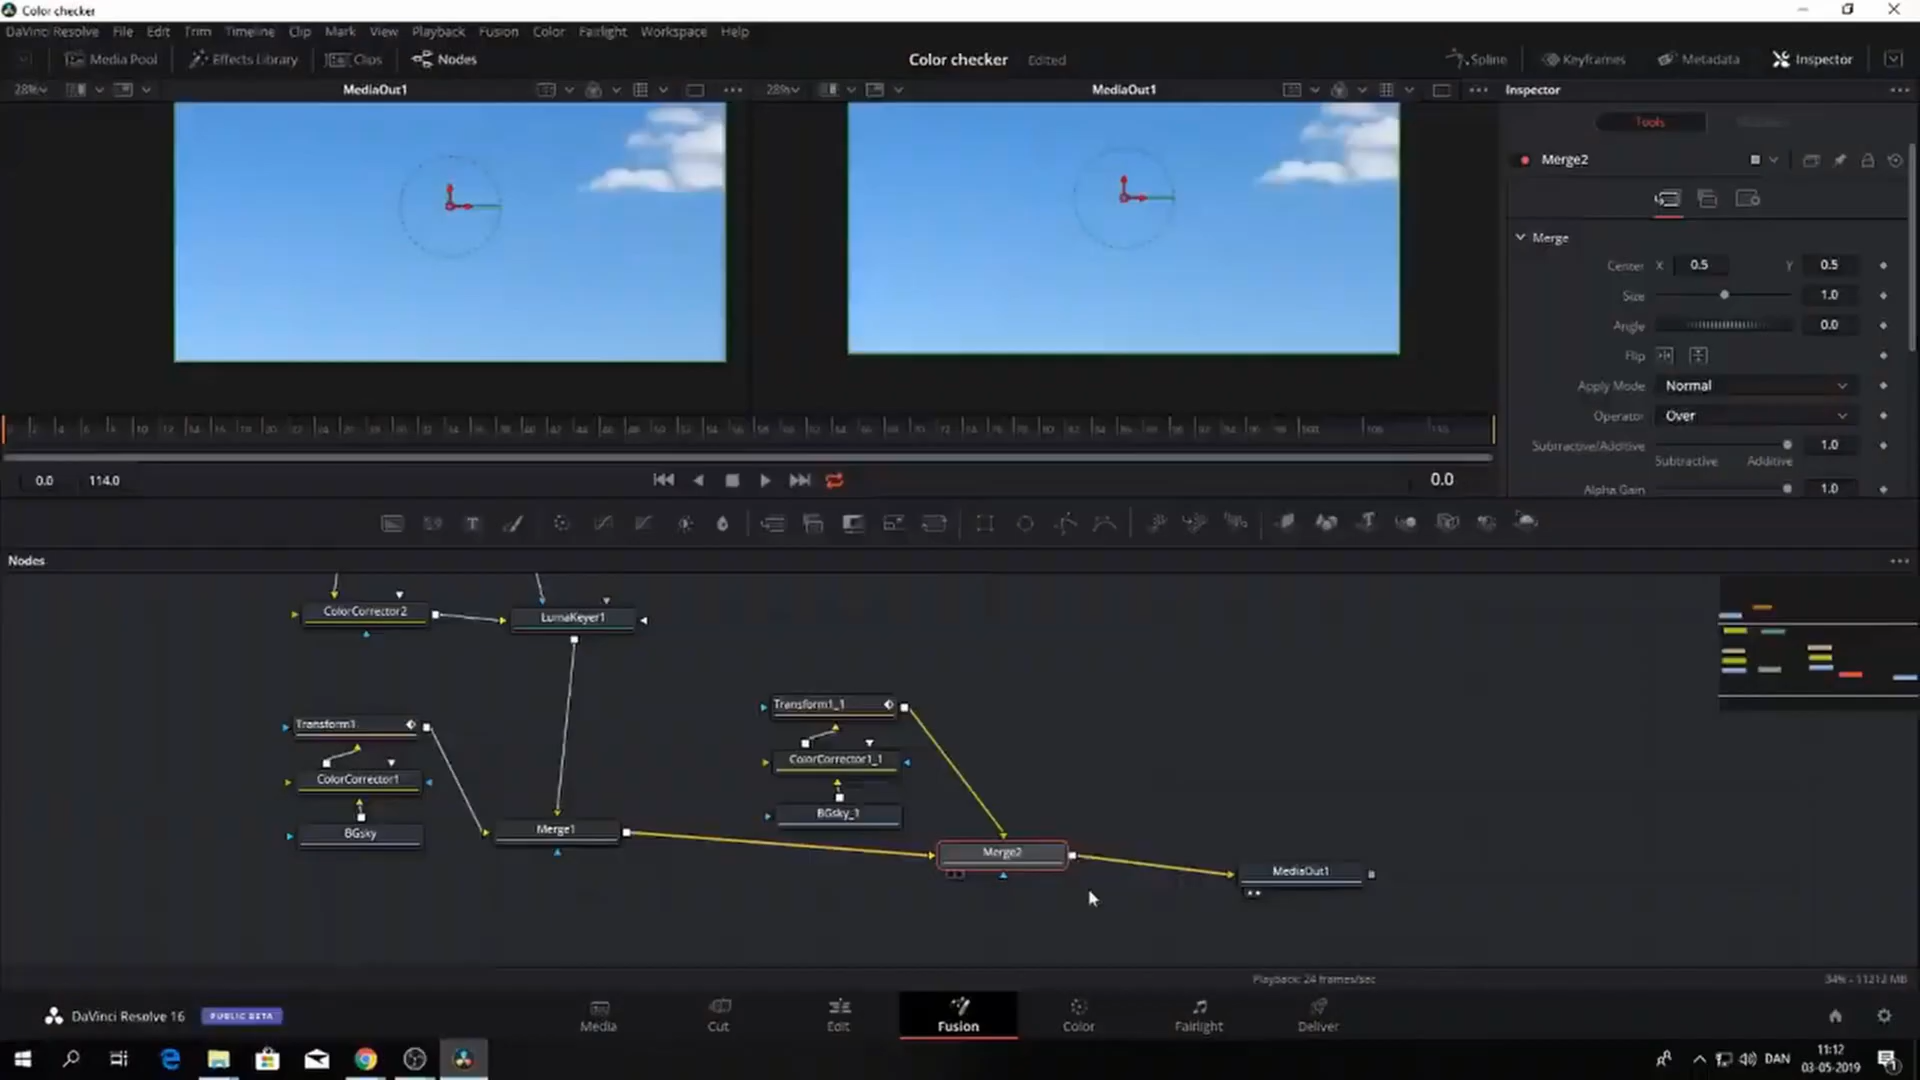 Color checker
DaVinci Resolve File Edit Trim Timeline Clip Mark View Playback Fusion Color Fairlight Workspace Help
Media Pool Effects Library Clips Nodes Color checker Edited Spline Keyframes Metadata Inspector
28% MediaOut1 28% MediaOut1 Inspector
Tools
Merge2
Merge
Center X 0.5 Y 0.5
Size 1.0
Angle 0.0
Flip
Apply Mode Normal
Operator Over
Subtractive/Additive 1.0
Subtractive Additive
Alpha Gain 1.0
0.0 114.0 0.0
Nodes
ColorCorrector2 LumaKeyer1
Transform1 Transform1_1
ColorCorrector1 ColorCorrector1_1
BGsky Merge1 BGsky_1
Merge2 MediaOut1
Playback: 24 frames/sec
DaVinci Resolve 16 PUBLIC BETA
Media Cut Edit Fusion Color Fairlight Deliver
DAN 11:12
03-05-2019